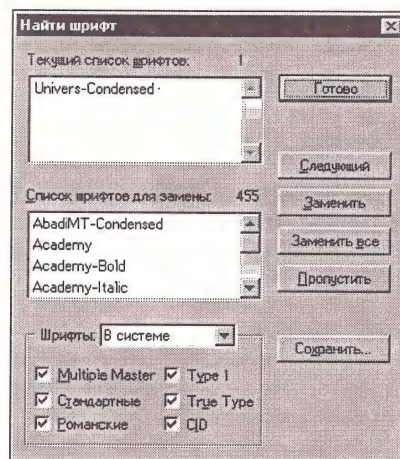 Найти шрифт
Текущий список шрифтов: 1
Univers-Condensed
Готово
Следующий
Список шрифтов для замены: 455
AbadiMT-Condensed
Academy
Academy-Bold
Academy-Italic
Заменить
Заменить все
Пропустить
Шрифты: В системе
Сохранить...
Multiple Master Type 1
Стандартные True Type
Романские CID